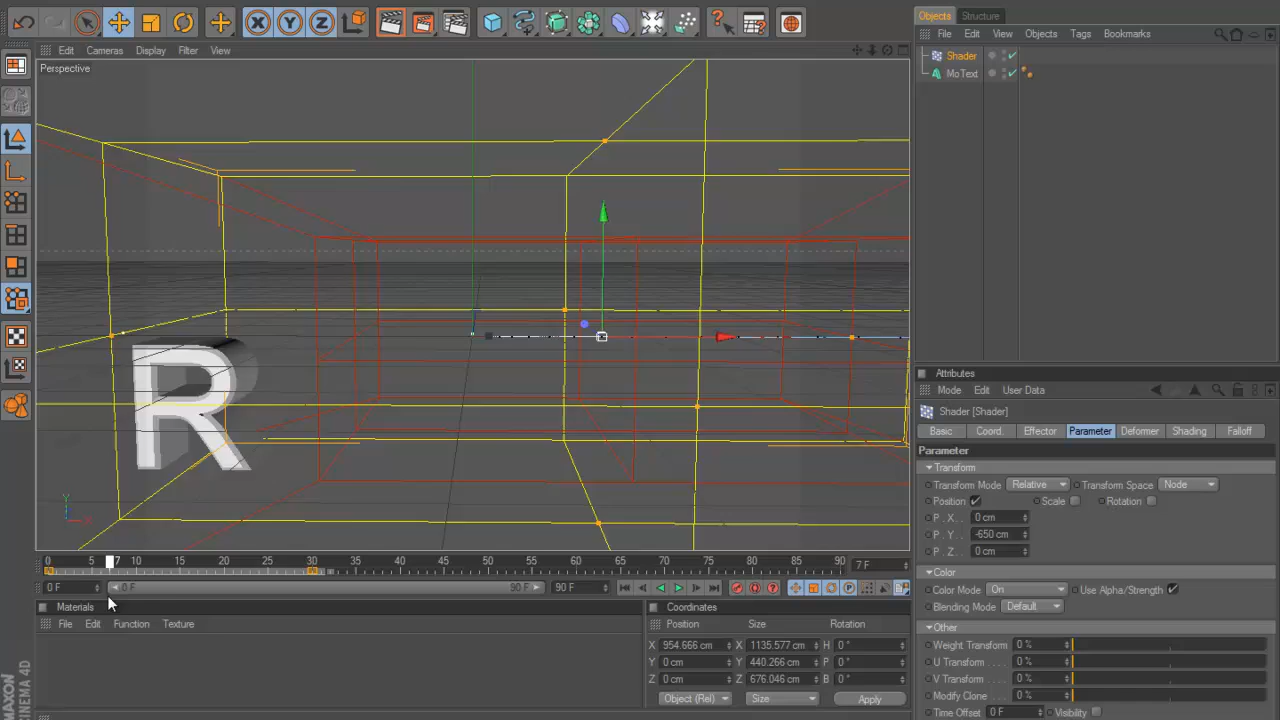 Edit Cameras Display Filter View
Perspective
R
Y
X
0 5 7 10 15 20 25 30 35 40 45 50 55 60 65 70 75 80 85 90
7 F
0 F 0 F 90 F 90 F
Materials
File Edit Function Texture
MAXON
CINEMA 4D
Coordinates
Position Size Rotation
X 954.666 cm X 1135.577 cm H 0 °
Y 0 cm Y 440.266 cm P 0 °
Z 0 cm Z 676.046 cm B 0 °
Object (Rel) Size Apply
Objects Structure
File Edit View Objects Tags Bookmarks
Shader
MoText
Attributes
Mode Edit User Data
Shader [Shader]
Basic Coord. Effector Parameter Deformer Shading Falloff
Parameter
Transform
Transform Mode Relative Transform Space Node
Position Scale Rotation
P . X . . 0 cm
P . Y . . -650 cm
P . Z . . 0 cm
Color
Color Mode On Use Alpha/Strength
Blending Mode Default
Other
Weight Transform 0 %
U Transform . . . . 0 %
V Transform . . . . 0 %
Modify Clone . . . 0 %
Time Offset 0 F Visibility